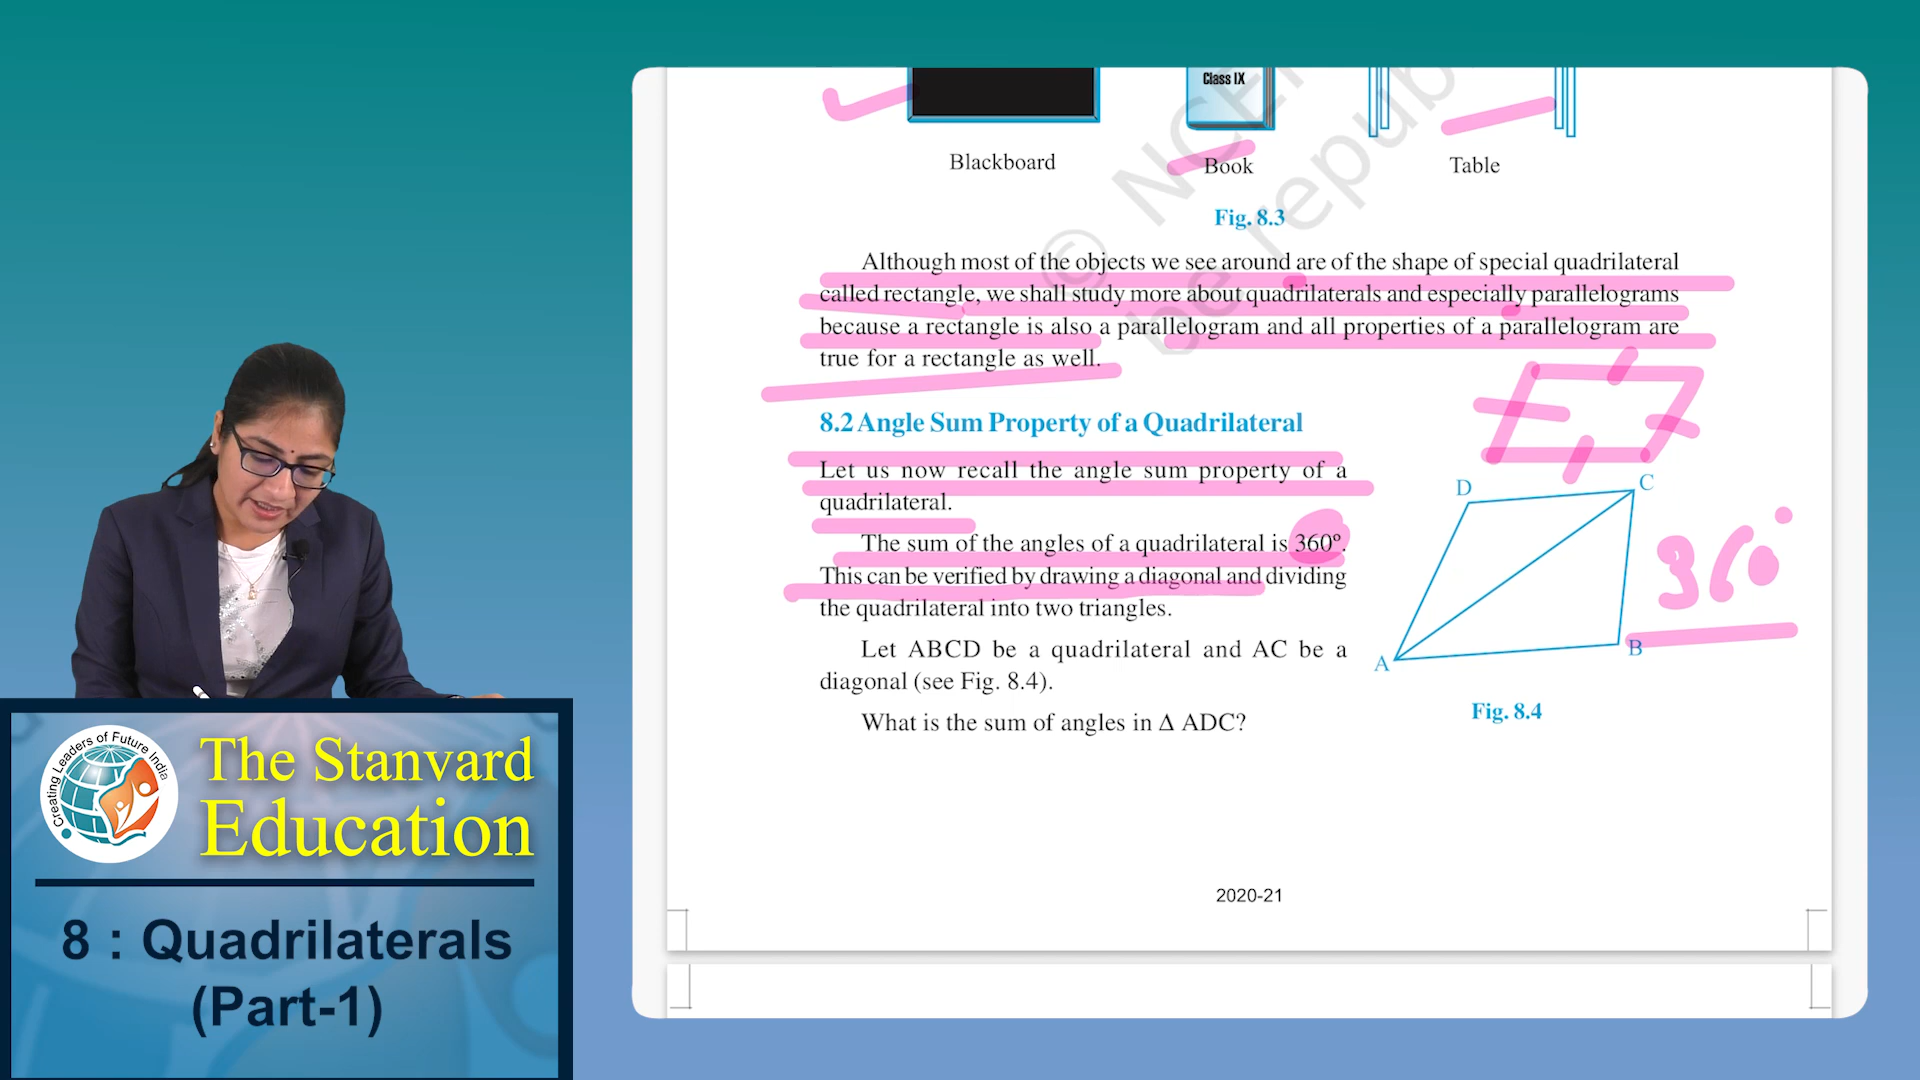 Class IX
Blackboard
Book
Table
Fig. 8.3
Although most of the objects we see around are of the shape of special quadrilateral
called rectangle, we shall study more about quadrilaterals and especially parallelograms
because a rectangle is also a parallelogram and all properties of a parallelogram are
true for a rectangle as well.
8.2 Angle Sum Property of a Quadrilateral
Let us now recall the angle sum property of a
quadrilateral.
The sum of the angles of a quadrilateral is 360º.
This can be verified by drawing a diagonal and dividing
the quadrilateral into two triangles.
Let ABCD be a quadrilateral and AC be a
diagonal (see Fig. 8.4).
What is the sum of angles in Δ ADC?
D
C
A
B
360°
Fig. 8.4
2020-21
© NCE
be repub
Creating Leaders of Future India
The Stanvard
Education
8 : Quadrilaterals
(Part-1)